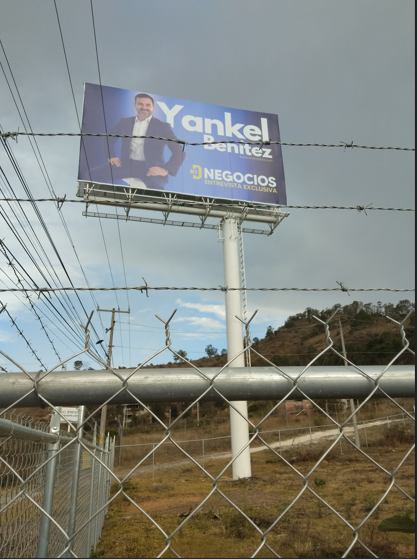 Yankel
Benítez
+D NEGOCIOS
ENTREVISTA EXCLUSIVA